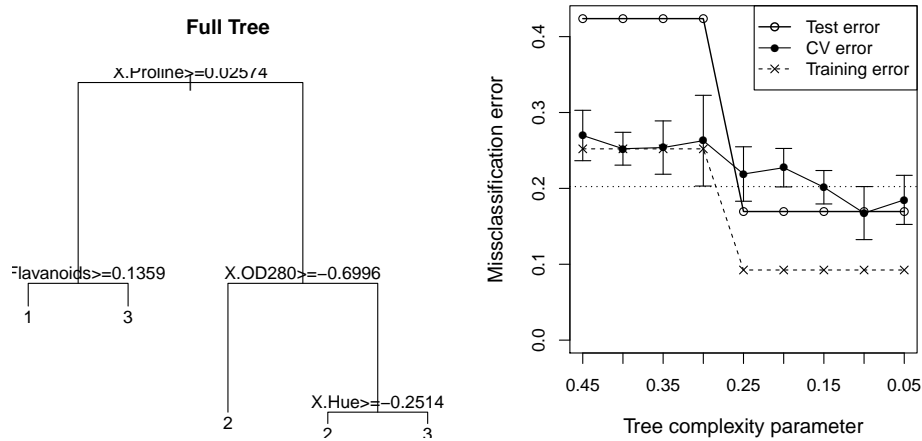 Full Tree
X.Proline>=0.02574
Flavanoids>=0.1359
X.OD280>=−0.6996
1
3
2
X.Hue>=−0.2514
2
3
Missclassification error
0.4
0.3
0.2
0.1
0.0
Test error
CV error
Training error
0.45
0.35
0.25
0.15
0.05
Tree complexity parameter